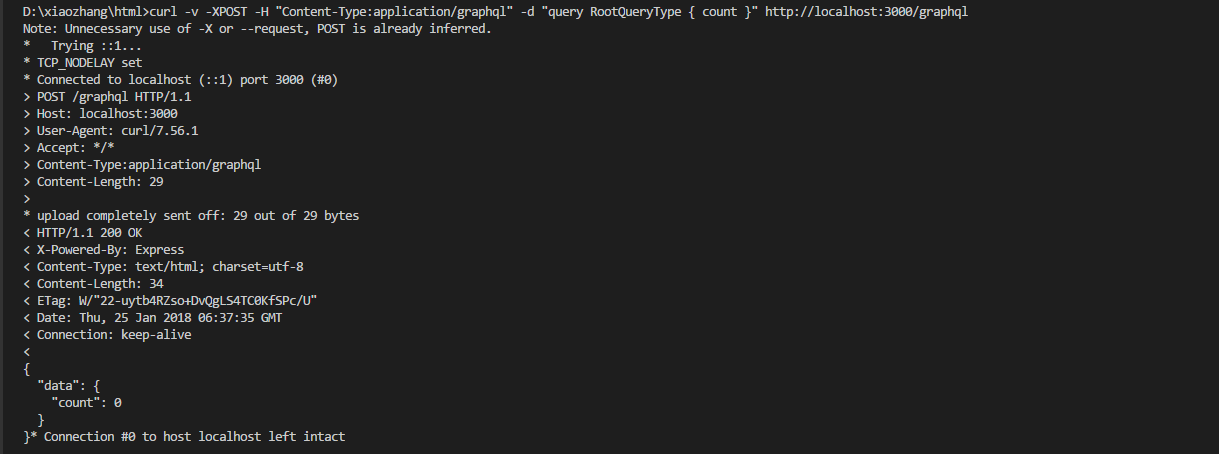 D:\xiaozhang\html>curl -v -XPOST -H "Content-Type:application/graphql" -d "query RootQueryType { count }" http://localhost:3000/graphql
Note: Unnecessary use of -X or --request, POST is already inferred.
*   Trying ::1...
* TCP_NODELAY set
* Connected to localhost (::1) port 3000 (#0)
> POST /graphql HTTP/1.1
> Host: localhost:3000
> User-Agent: curl/7.56.1
> Accept: */*
> Content-Type:application/graphql
> Content-Length: 29
>
* upload completely sent off: 29 out of 29 bytes
< HTTP/1.1 200 OK
< X-Powered-By: Express
< Content-Type: text/html; charset=utf-8
< Content-Length: 34
< ETag: W/"22-uytb4RZso+DvQgLS4TC0KfSPc/U"
< Date: Thu, 25 Jan 2018 06:37:35 GMT
< Connection: keep-alive
<
{
  "data": {
    "count": 0
  }
}* Connection #0 to host localhost left intact